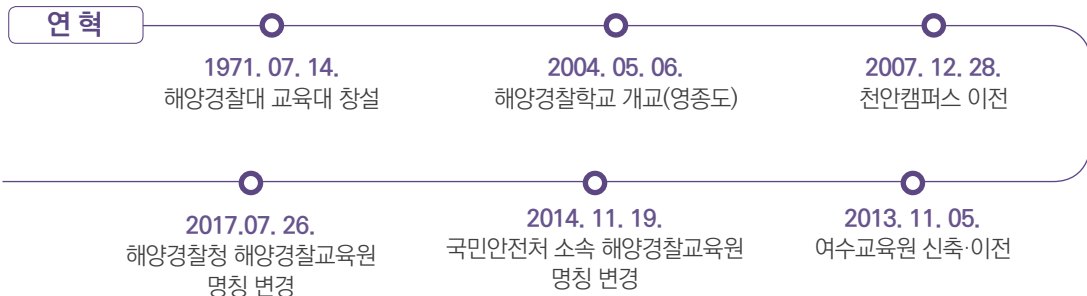 연 혁
1971. 07. 14.
해양경찰대 교육대 창설
2004. 05. 06.
해양경찰학교 개교(영종도)
2007. 12. 28.
천안캠퍼스 이전
2013. 11. 05.
여수교육원 신축·이전
2014. 11. 19.
국민안전처 소속 해양경찰교육원
명칭 변경
2017.07. 26.
해양경찰청 해양경찰교육원
명칭 변경